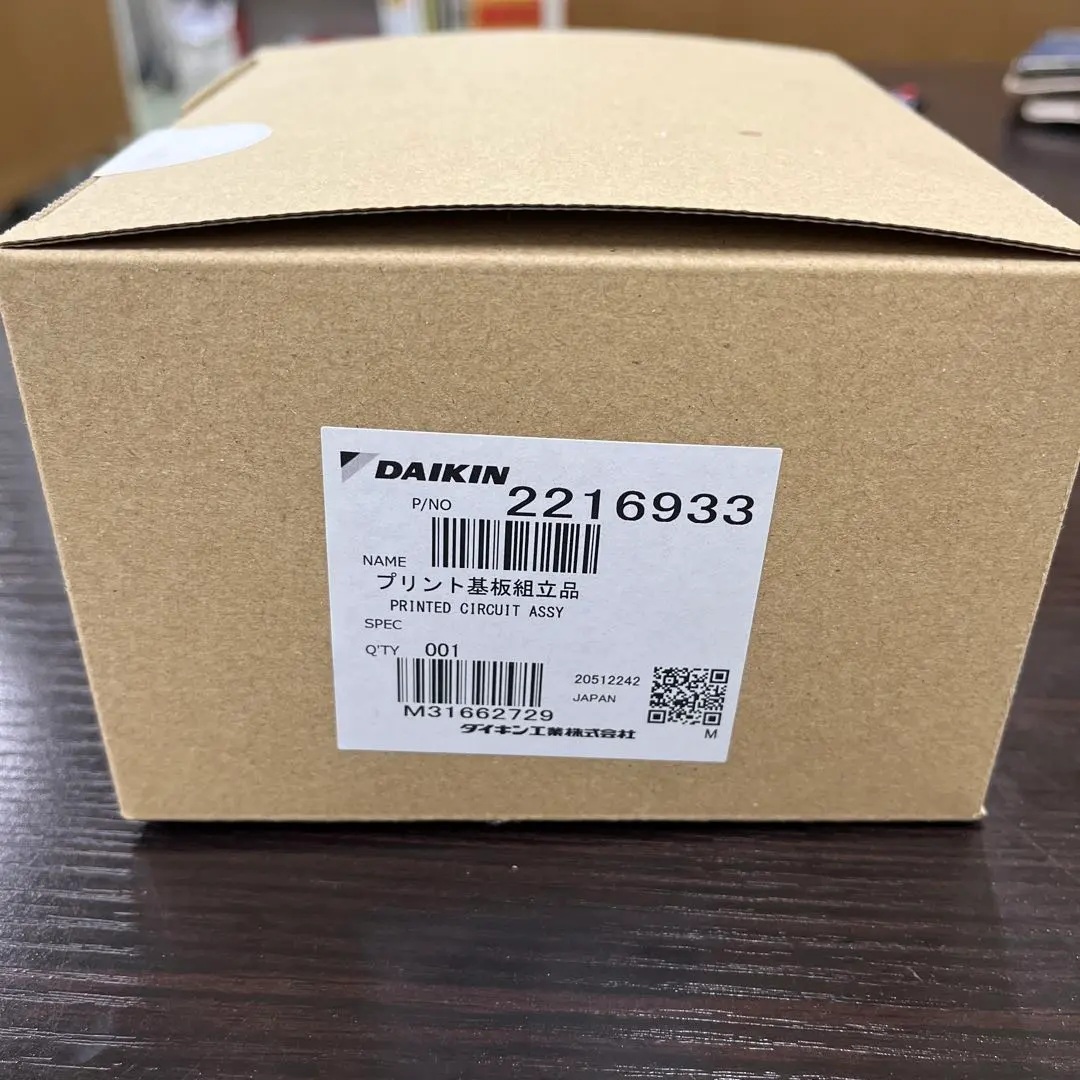 DAIKIN
P/NO 2216933
NAME
プリント基板組立品
PRINTED CIRCUIT ASSY
SPEC
Q'TY 001
20512242
JAPAN
M31662729
ダイキン工業株式会社
M